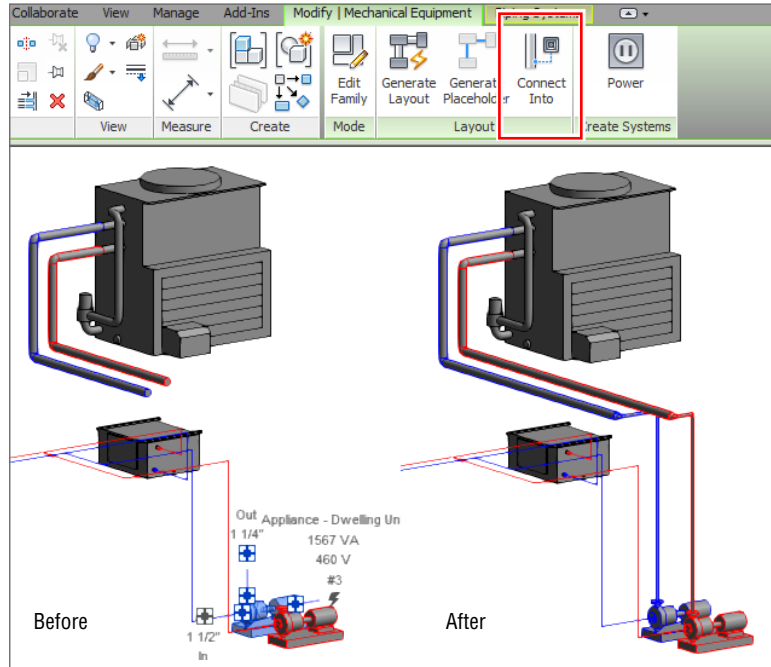 Collaborate View Manage Add-Ins Modify | Mechanical Equipment Piping Systems
Edit Family
Generate Layout
Generate Placeholder
Connect Into
Power
View Measure Create Mode Layout Create Systems
Out
1 1/4"
Appliance - Dwelling Un
1567 VA
460 V
#3
1 1/2"
In
Before
After